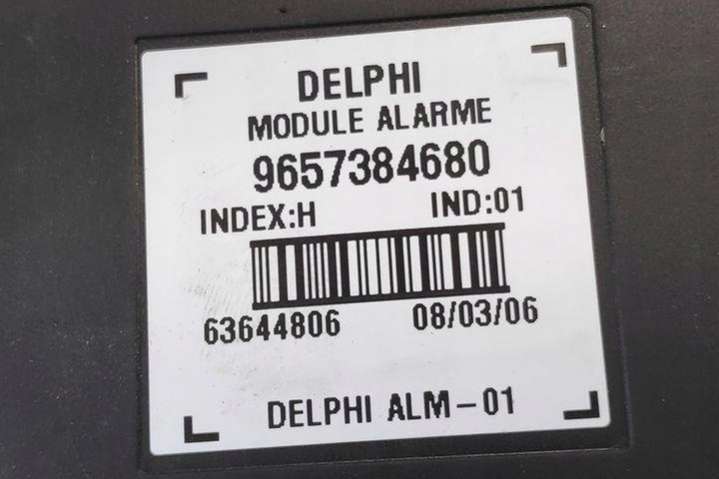 DELPHI
MODULE ALARME
9657384680
INDEX:H IND:01
63644806 08/03/06
DELPHI ALM-01